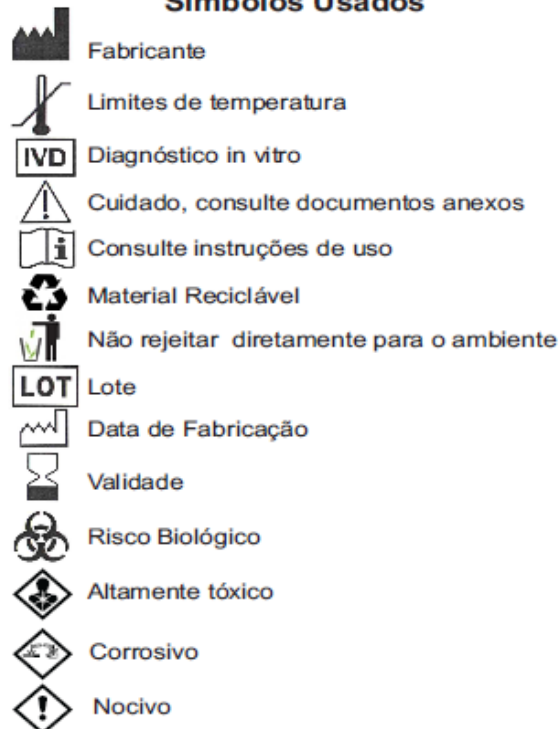 Símbolos Usados
Fabricante
Limites de temperatura
IVD Diagnóstico in vitro
Cuidado, consulte documentos anexos
i Consulte instruções de uso
Material Reciclável
Não rejeitar diretamente para o ambiente
LOT Lote
Data de Fabricação
Validade
Risco Biológico
Altamente tóxico
Corrosivo
Nocivo